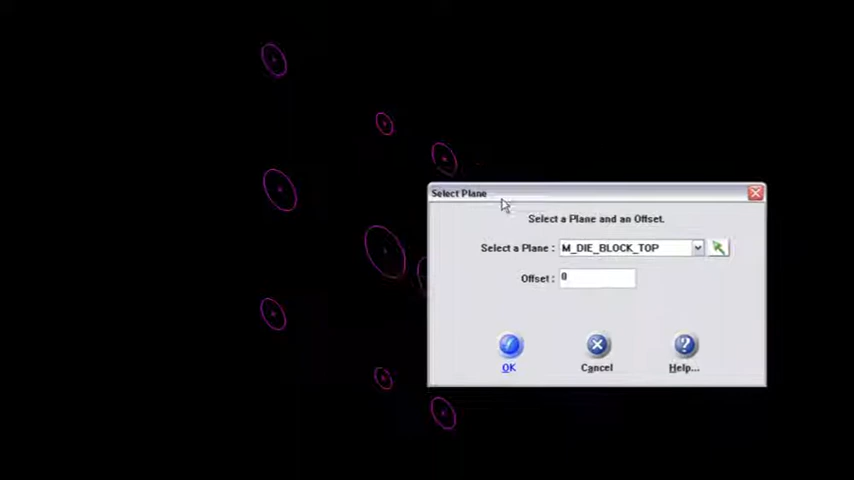 Select Plane
Select a Plane and an Offset.
Select a Plane : M_DIE_BLOCK_TOP
Offset : 0
OK Cancel Help...